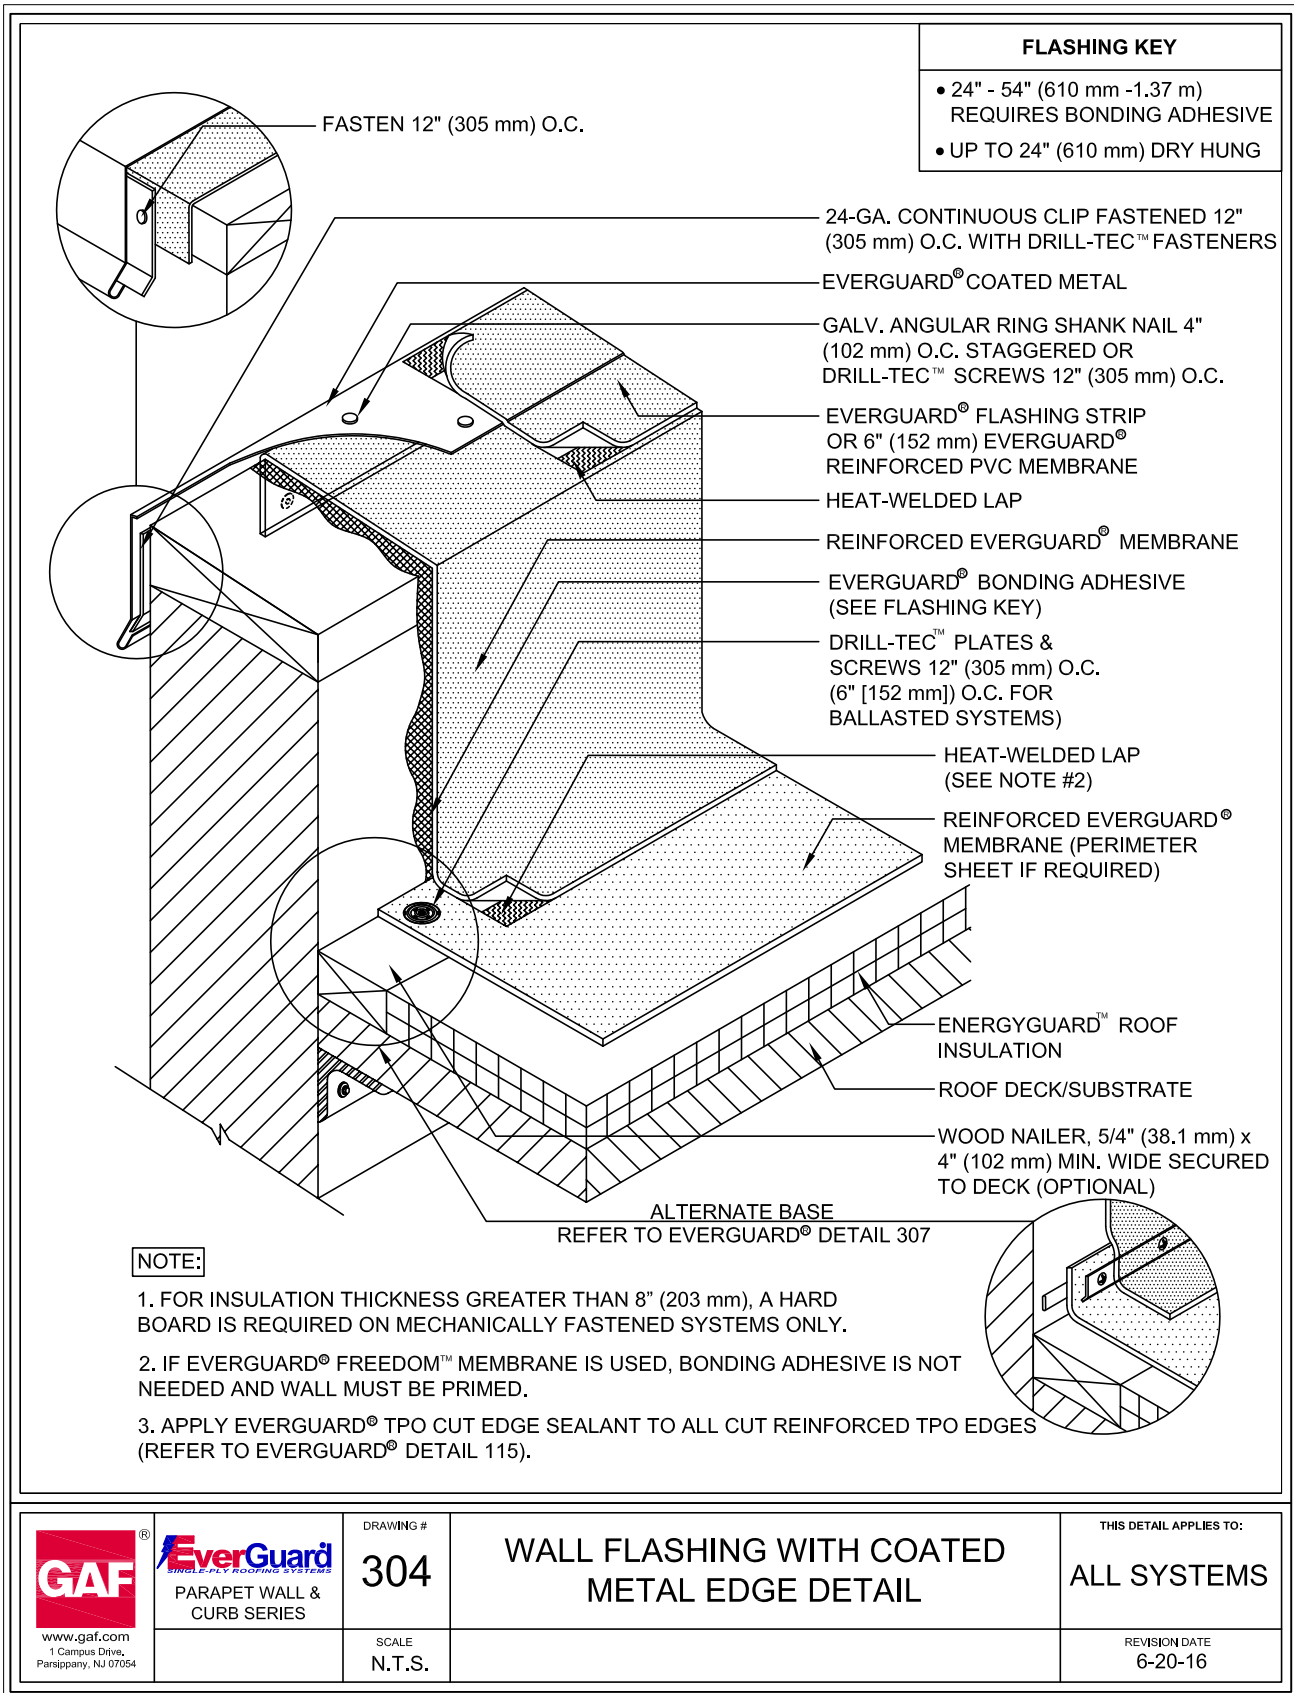 FLASHING KEY
• 24" - 54" (610 mm -1.37 m)
REQUIRES BONDING ADHESIVE
• UP TO 24" (610 mm) DRY HUNG
FASTEN 12" (305 mm) O.C.
24-GA. CONTINUOUS CLIP FASTENED 12"
(305 mm) O.C. WITH DRILL-TEC™ FASTENERS
EVERGUARD® COATED METAL
GALV. ANGULAR RING SHANK NAIL 4"
(102 mm) O.C. STAGGERED OR
DRILL-TEC™ SCREWS 12" (305 mm) O.C.
EVERGUARD® FLASHING STRIP
OR 6" (152 mm) EVERGUARD®
REINFORCED PVC MEMBRANE
HEAT-WELDED LAP
REINFORCED EVERGUARD® MEMBRANE
EVERGUARD® BONDING ADHESIVE
(SEE FLASHING KEY)
DRILL-TEC™ PLATES &
SCREWS 12" (305 mm) O.C.
(6" [152 mm]) O.C. FOR
BALLASTED SYSTEMS)
HEAT-WELDED LAP
(SEE NOTE #2)
REINFORCED EVERGUARD®
MEMBRANE (PERIMETER
SHEET IF REQUIRED)
ENERGYGUARD™ ROOF
INSULATION
ROOF DECK/SUBSTRATE
WOOD NAILER, 5/4" (38.1 mm) x
4" (102 mm) MIN. WIDE SECURED
TO DECK (OPTIONAL)
ALTERNATE BASE
REFER TO EVERGUARD® DETAIL 307
NOTE:
1. FOR INSULATION THICKNESS GREATER THAN 8” (203 mm), A HARD
BOARD IS REQUIRED ON MECHANICALLY FASTENED SYSTEMS ONLY.
2. IF EVERGUARD® FREEDOM™ MEMBRANE IS USED, BONDING ADHESIVE IS NOT
NEEDED AND WALL MUST BE PRIMED.
3. APPLY EVERGUARD® TPO CUT EDGE SEALANT TO ALL CUT REINFORCED TPO EDGES
(REFER TO EVERGUARD® DETAIL 115).
GAF ®
www.gaf.com
1 Campus Drive,
Parsippany, NJ 07054
EverGuard
SINGLE-PLY ROOFING SYSTEMS
PARAPET WALL &
CURB SERIES
DRAWING #
304
SCALE
N.T.S.
WALL FLASHING WITH COATED
METAL EDGE DETAIL
THIS DETAIL APPLIES TO:
ALL SYSTEMS
REVISION DATE
6-20-16